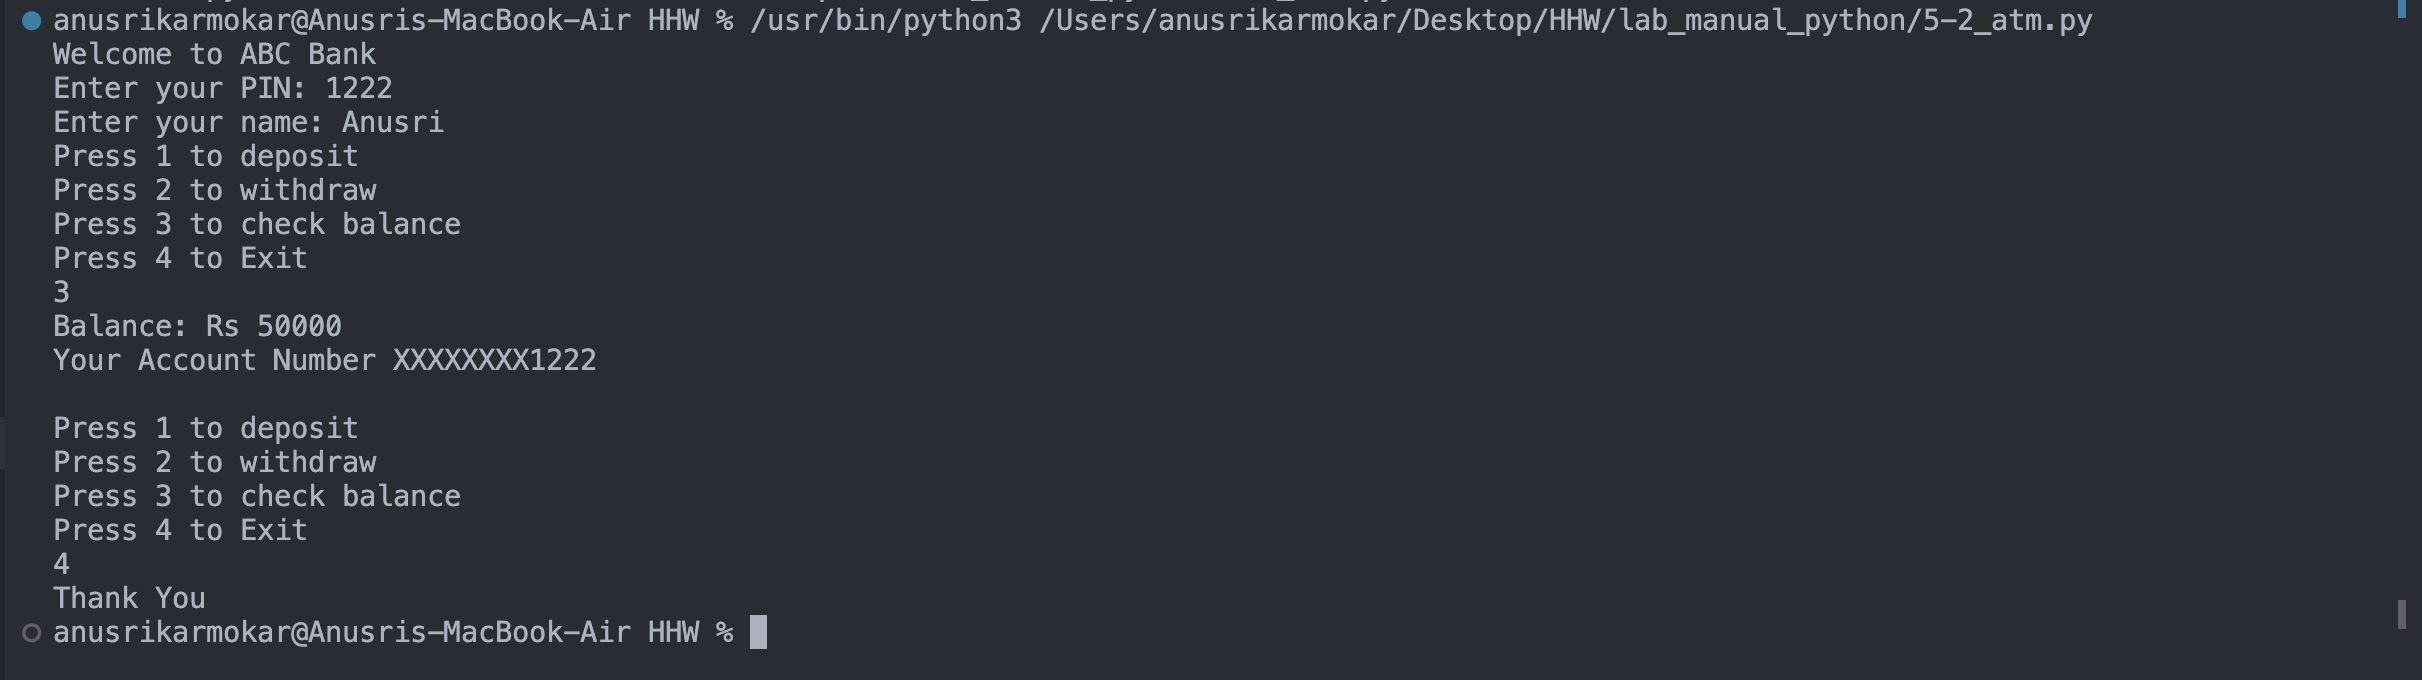 anusrikarmokar@Anusris-MacBook-Air HHW % /usr/bin/python3 /Users/anusrikarmokar/Desktop/HHW/lab_manual_python/5-2_atm.py
Welcome to ABC Bank
Enter your PIN: 1222
Enter your name: Anusri
Press 1 to deposit
Press 2 to withdraw
Press 3 to check balance
Press 4 to Exit
3
Balance: Rs 50000
Your Account Number XXXXXXXX1222
Press 1 to deposit
Press 2 to withdraw
Press 3 to check balance
Press 4 to Exit
4
Thank You
anusrikarmokar@Anusris-MacBook-Air HHW %